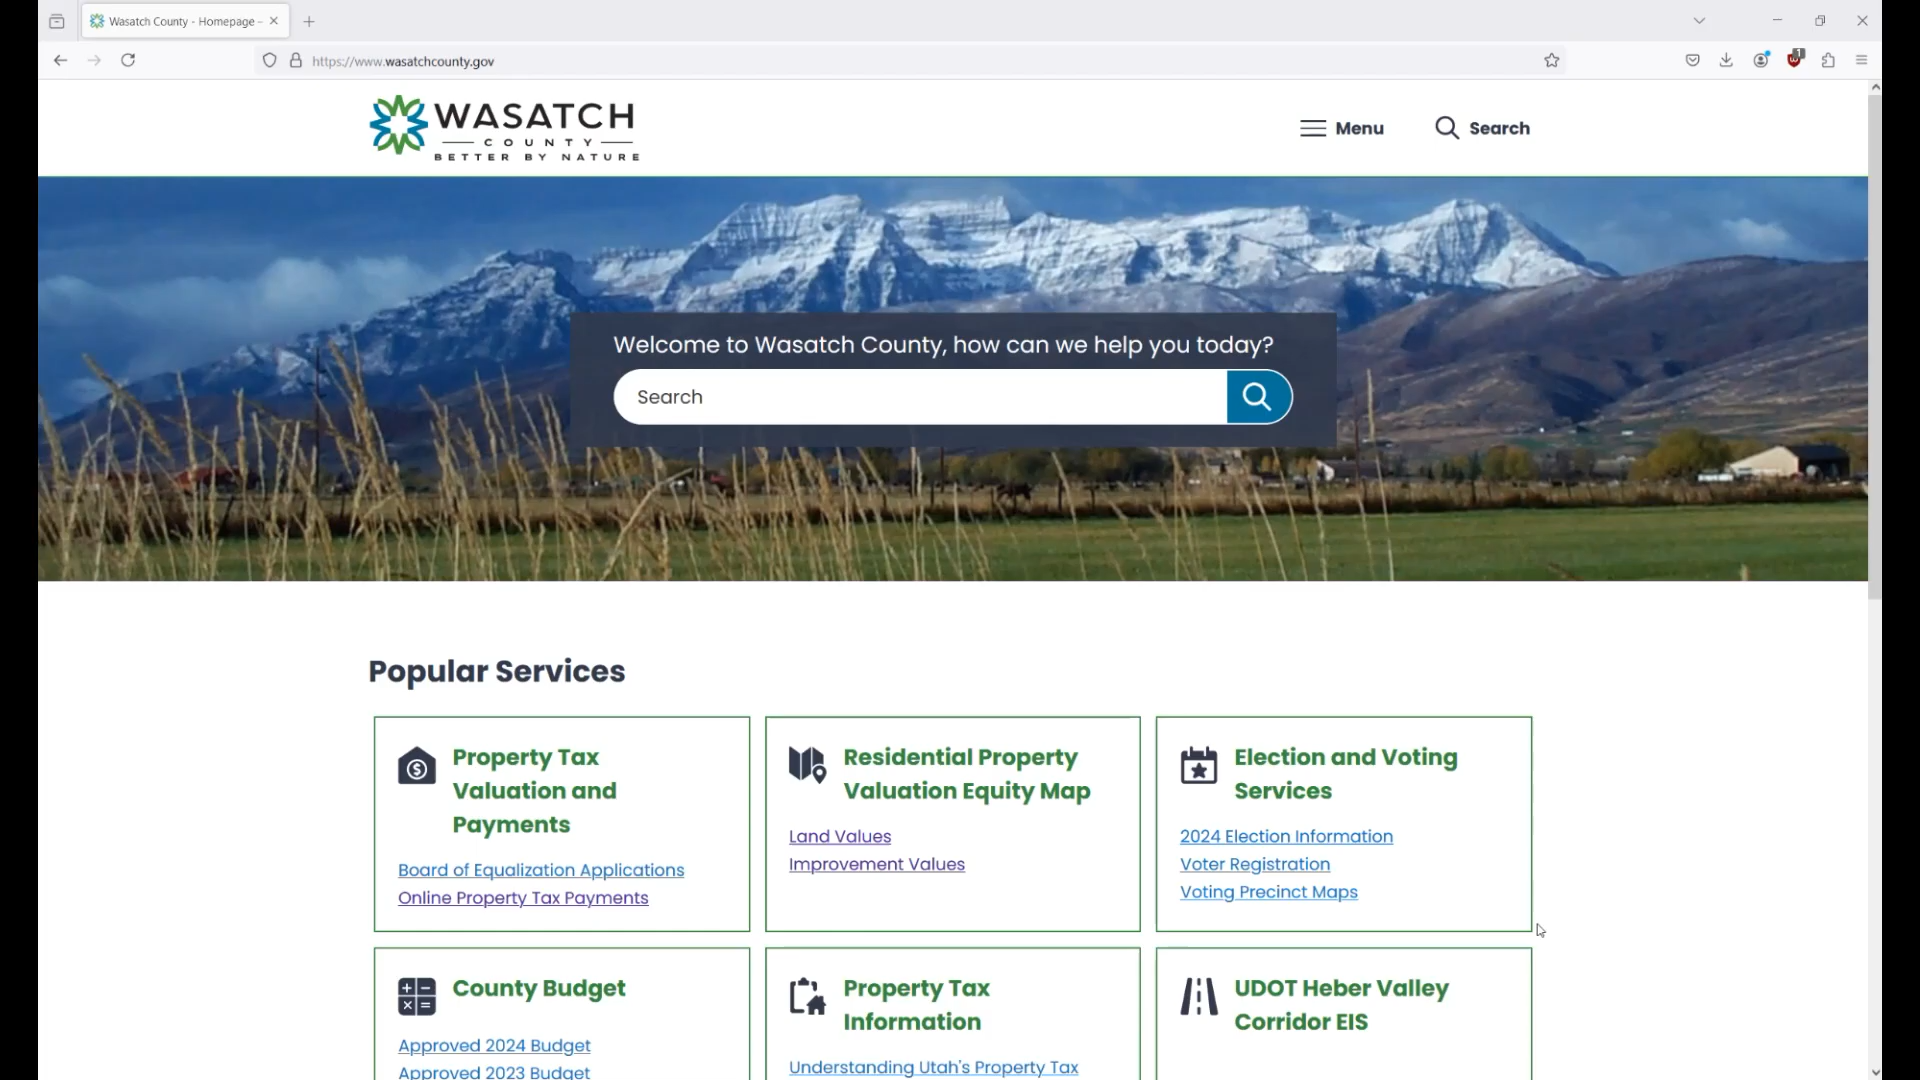 Wasatch County - Homepage -
https://www.wasatchcounty.gov
1
WASATCH
COUNTY
BETTER BY NATURE
Menu
Search
Welcome to Wasatch County, how can we help you today?
Search
Popular Services
Property Tax
Valuation and
Payments
Board of Equalization Applications
Online Property Tax Payments
Residential Property
Valuation Equity Map
Land Values
Improvement Values
Election and Voting
Services
2024 Election Information
Voter Registration
Voting Precinct Maps
County Budget
Approved 2024 Budget
Approved 2023 Budget
Property Tax
Information
Understanding Utah's Property Tax
UDOT Heber Valley
Corridor EIS